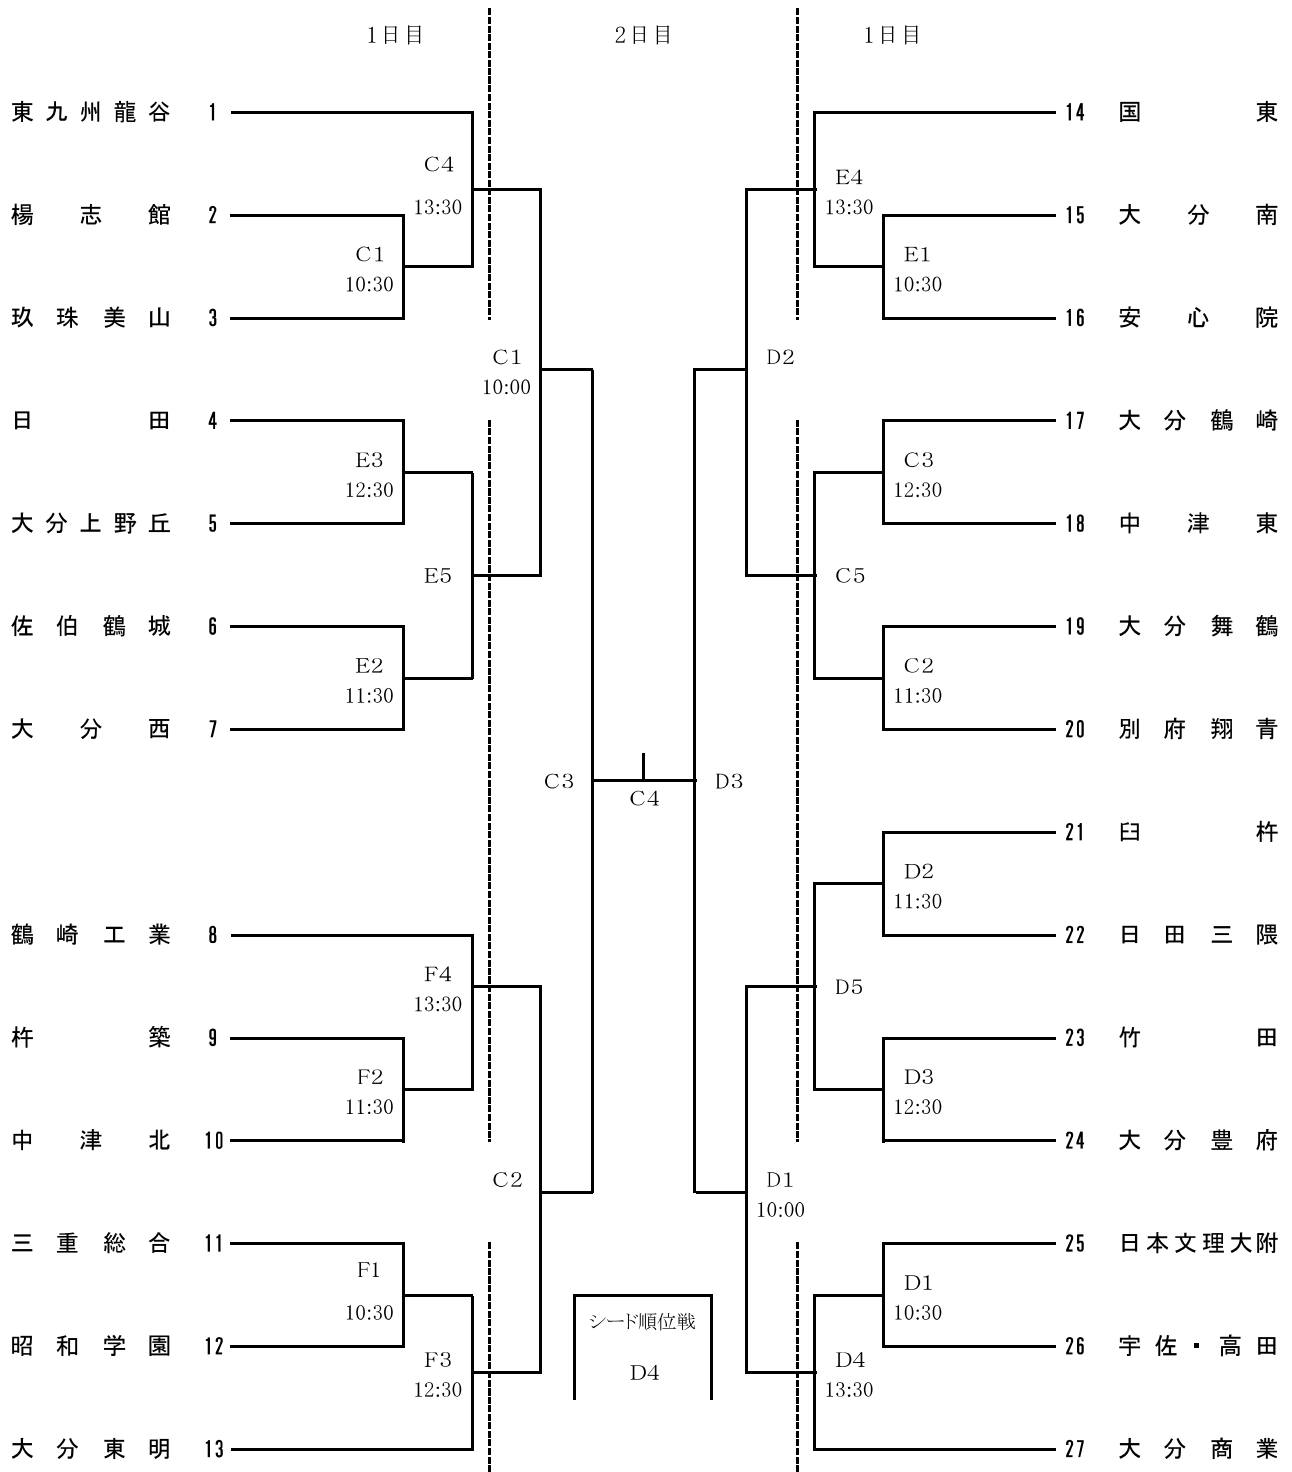 1日目 2日目 1日目
東九州龍谷 1
14 国東
C4
13:30
E4
13:30
楊志館 2
15 大分南
C1
10:30
E1
10:30
玖珠美山 3
16 安心院
C1
10:00
D2
日田 4
17 大分鶴崎
E3
12:30
C3
12:30
大分上野丘 5
18 中津東
E5
C5
佐伯鶴城 6
19 大分舞鶴
E2
11:30
C2
11:30
大分西 7
20 別府翔青
C3
C4
D3
21 臼杵
D2
11:30
鶴崎工業 8
22 日田三隈
F4
13:30
D5
杵築 9
23 竹田
F2
11:30
D3
12:30
中津北 10
24 大分豊府
C2
D1
10:00
三重総合 11
25 日本文理大附
F1
10:30
D1
10:30
昭和学園 12
26 宇佐・高田
シード順位戦
D4
F3
12:30
D4
13:30
大分東明 13
27 大分商業